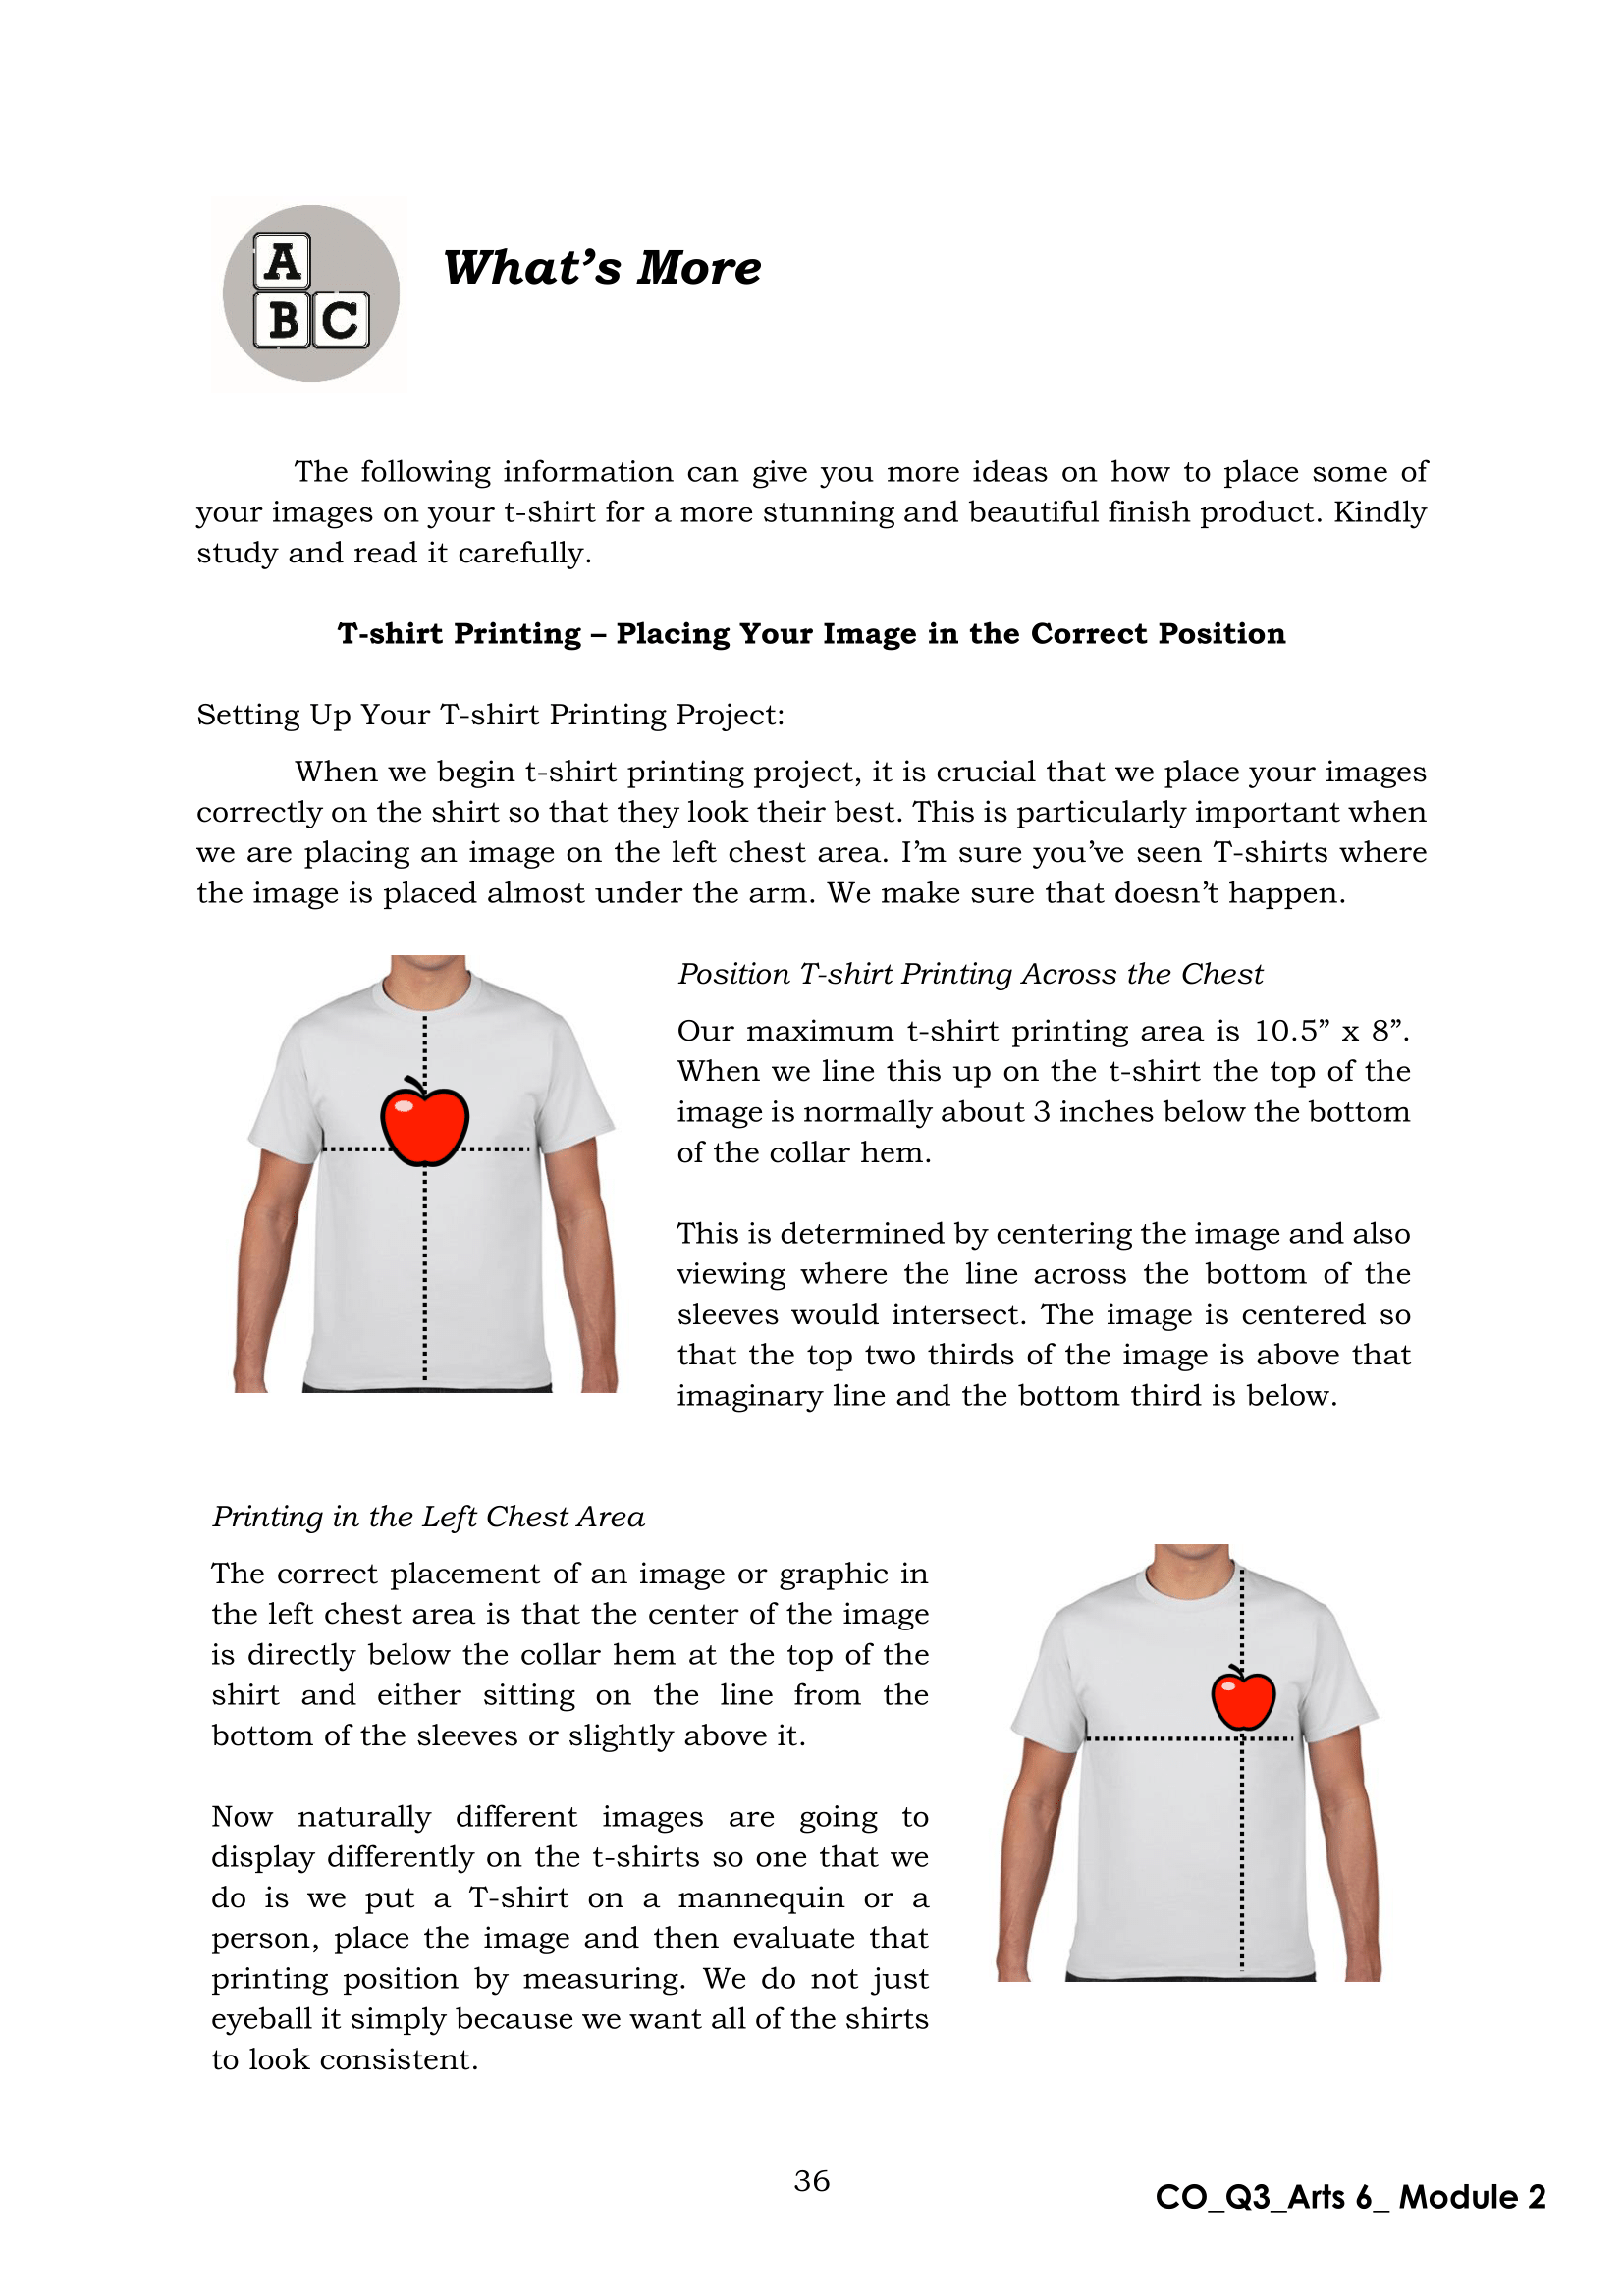 A
B C
What's More
The following information can give you more ideas on how to place some of
your images on your t-shirt for a more stunning and beautiful finish product. Kindly
study and read it carefully.
T-shirt Printing – Placing Your Image in the Correct Position
Setting Up Your T-shirt Printing Project:
When we begin t-shirt printing project, it is crucial that we place your images
correctly on the shirt so that they look their best. This is particularly important when
we are placing an image on the left chest area. I'm sure you've seen T-shirts where
the image is placed almost under the arm. We make sure that doesn't happen.
Position T-shirt Printing Across the Chest
Our maximum t-shirt printing area is 10.5” x 8”.
When we line this up on the t-shirt the top of the
image is normally about 3 inches below the bottom
of the collar hem.
This is determined by centering the image and also
viewing where the line across the bottom of the
sleeves would intersect. The image is centered so
that the top two thirds of the image is above that
imaginary line and the bottom third is below.
Printing in the Left Chest Area
The correct placement of an image or graphic in
the left chest area is that the center of the image
is directly below the collar hem at the top of the
shirt and either sitting on the line from the
bottom of the sleeves or slightly above it.
Now naturally different images are going to
display differently on the t-shirts so one that we
do is we put a T-shirt on a mannequin or a
person, place the image and then evaluate that
printing position by measuring. We do not just
eyeball it simply because we want all of the shirts
to look consistent.
36
CO_Q3_Arts 6_ Module 2